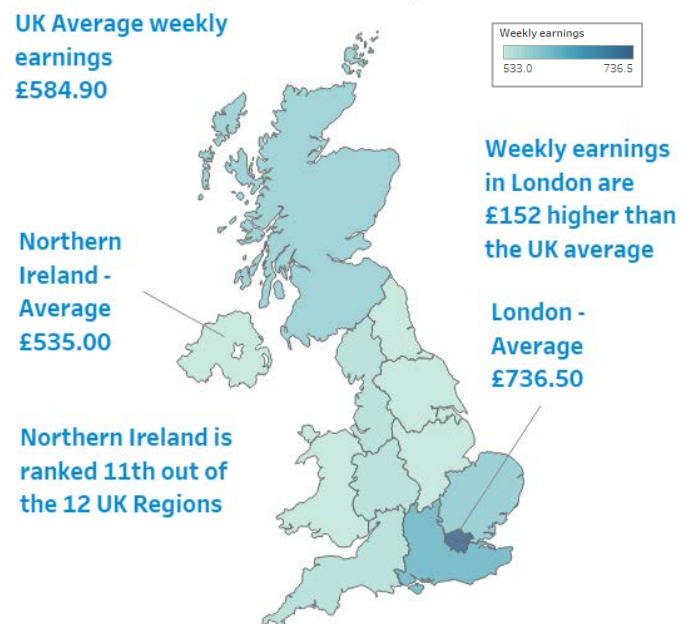 UK Average weekly
earnings
£584.90
Weekly earnings
533.0 736.5
Weekly earnings
in London are
£152 higher than
the UK average
Northern
Ireland -
Average
£535.00
London -
Average
£736.50
Northern Ireland is
ranked 11th out of
the 12 UK Regions